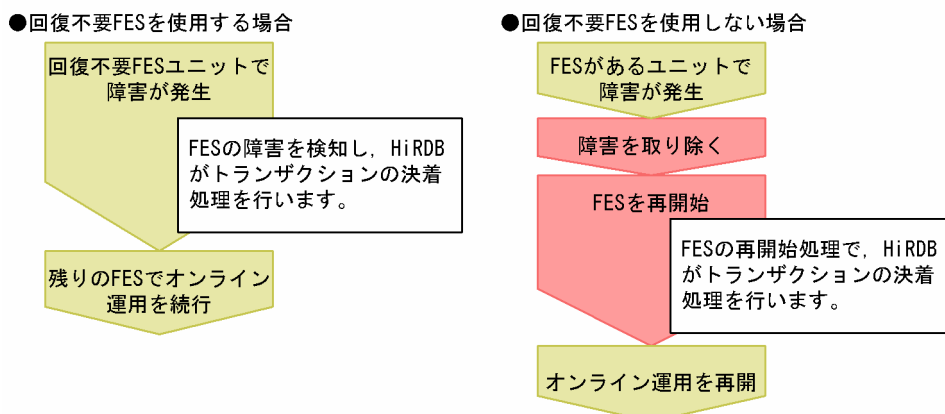 ●回復不要FESを使用する場合
回復不要FESユニットで
障害が発生
FESの障害を検知し，HiRDB
がトランザクションの決着
処理を行います。
残りのFESでオンライン
運用を続行
●回復不要FESを使用しない場合
FESがあるユニットで
障害が発生
障害を取り除く
FESを再開始
FESの再開始処理で，HiRDB
がトランザクションの決着
処理を行います。
オンライン運用を再開